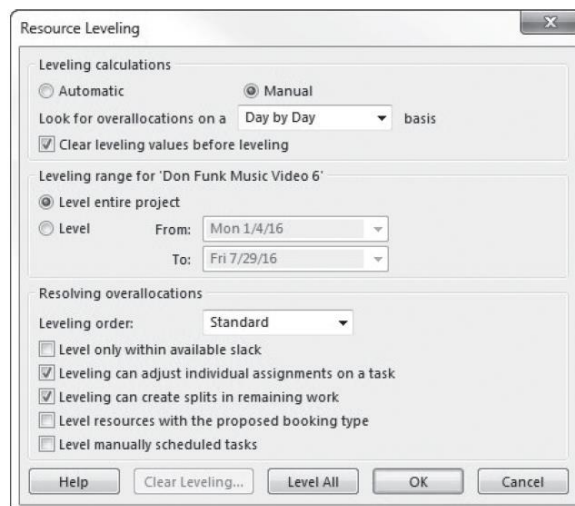 Resource Leveling
X
Leveling calculations
Automatic Manual
Look for overallocations on a Day by Day basis
Clear leveling values before leveling
Leveling range for 'Don Funk Music Video 6'
Level entire project
Level From: Mon 1/4/16
To: Fri 7/29/16
Resolving overallocations
Leveling order: Standard
Level only within available slack
Leveling can adjust individual assignments on a task
Leveling can create splits in remaining work
Level resources with the proposed booking type
Level manually scheduled tasks
Help Clear Leveling... Level All OK Cancel